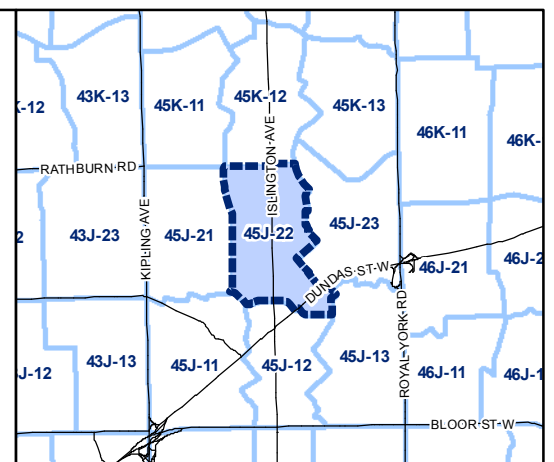 43K-13
45K-11
45K-12
45K-13
46K-11
46K-
K-12
RATHBURN RD
ISLINGTON AVE
KIPLING AVE
2
43J-23
45J-21
45J-22
45J-23
46J-21
46J-2
DUNDAS ST W
ROYAL YORK RD
J-12
43J-13
45J-11
45J-12
45J-13
46J-11
46J-1
BLOOR ST W